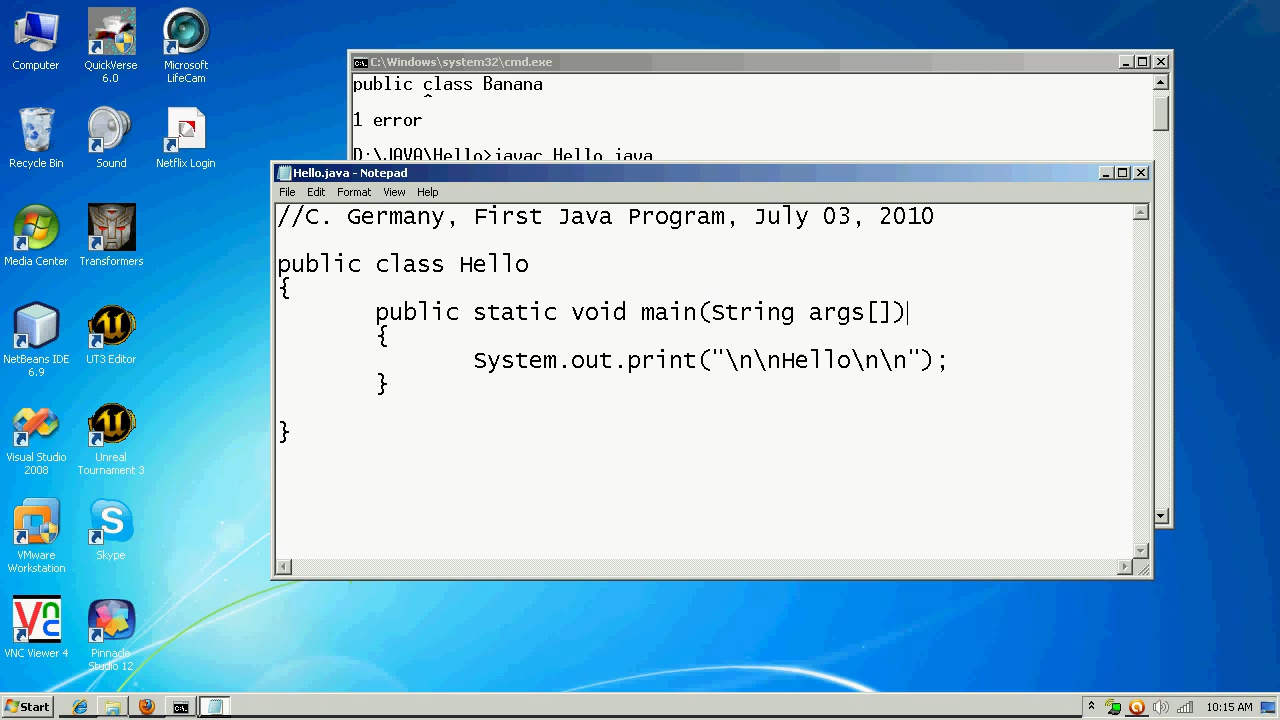 Computer
QuickVerse
6.0
Microsoft
LifeCam
Recycle Bin
Sound
Netflix Login
Media Center
Transformers
NetBeans IDE
6.9
UT3 Editor
Visual Studio
2008
Unreal
Tournament 3
VMware
Workstation
Skype
VNC Viewer 4
Pinnacle
Studio 12
C:\Windows\system32\cmd.exe
public class Banana
^
1 error
D:\JAVA\Hello>javac Hello.java
Hello.java - Notepad
File Edit Format View Help
//C. Germany, First Java Program, July 03, 2010
public class Hello
{
public static void main(String args[])
{
System.out.print("\n\nHello\n\n");
}
}
Start
10:15 AM